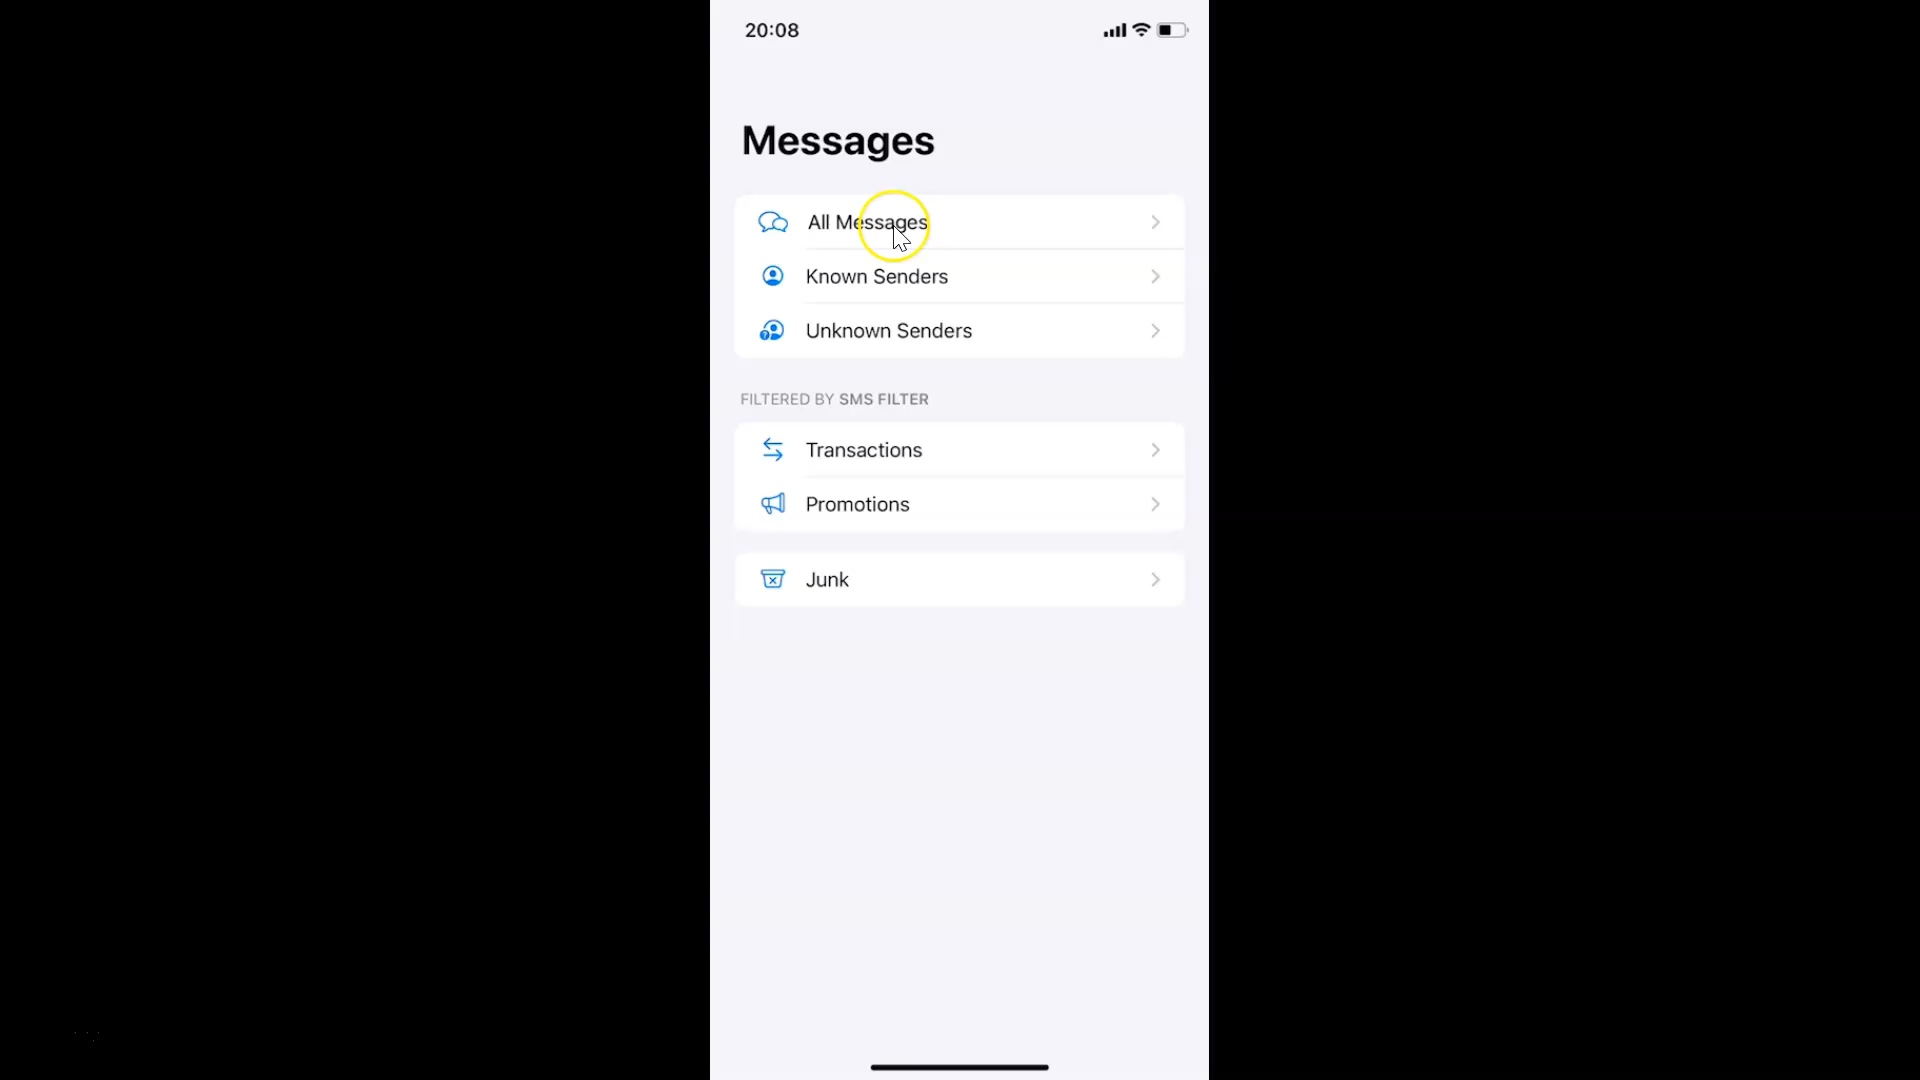 20:08
Messages
All Messages
Known Senders
Unknown Senders
FILTERED BY SMS FILTER
Transactions
Promotions
Junk